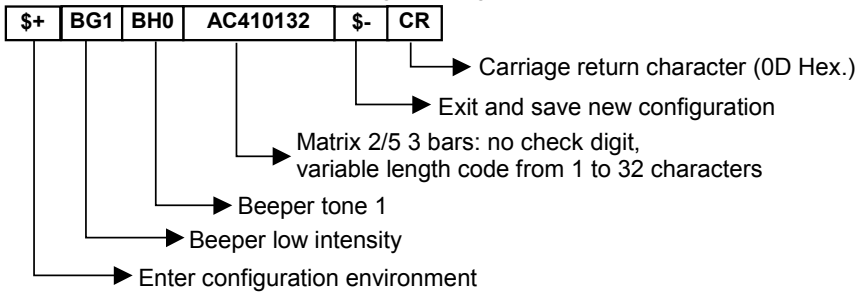 $+ BG1 BH0 AC410132 $- CR
Carriage return character (0D Hex.)
Exit and save new configuration
Matrix 2/5 3 bars: no check digit,
variable length code from 1 to 32 characters
Beeper tone 1
Beeper low intensity
Enter configuration environment